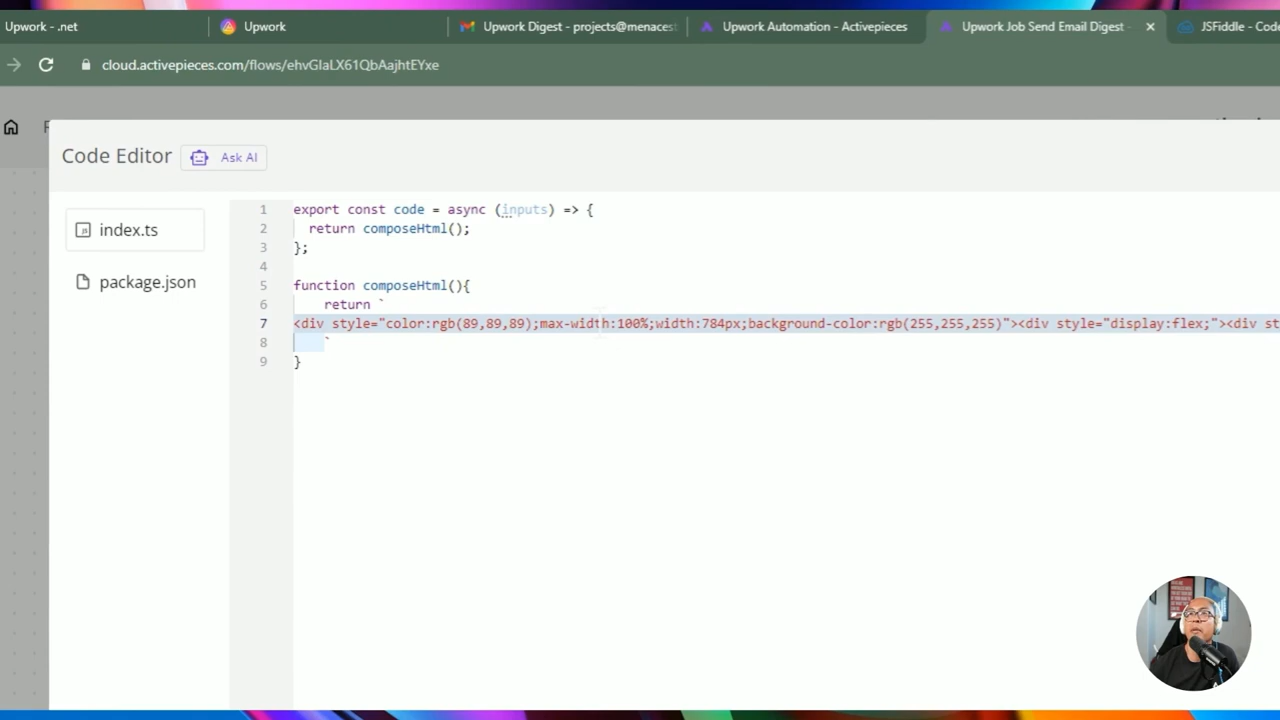 Upwork - .net
Upwork
Upwork Digest - projects@menacest
Upwork Automation - Activepieces
Upwork Job Send Email Digest -
JSFiddle - Code
cloud.activepieces.com/flows/ehvGlaLX61QbAajhtEYxe
Code Editor
Ask AI
index.ts
package.json
1 export const code = async (inputs) => {
2 return composeHtml();
3 };
4
5 function composeHtml(){
6 return `
7 <div style="color:rgb(89,89,89);max-width:100%;width:784px;background-color:rgb(255,255,255)"><div style="display:flex;"><div st
8 `
9 }